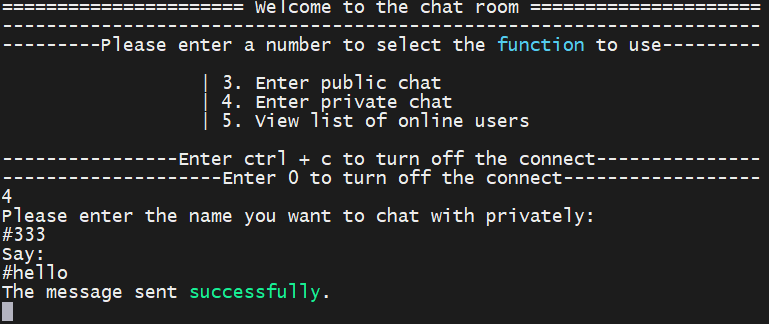 ====================== Welcome to the chat room =====================
---------------------------------------------------------------------
---------Please enter a number to select the function to use---------
| 3. Enter public chat
| 4. Enter private chat
| 5. View list of online users
----------------Enter ctrl + c to turn off the connect---------------
--------------------Enter 0 to turn off the connect------------------
4
Please enter the name you want to chat with privately:
#333
Say:
#hello
The message sent successfully.